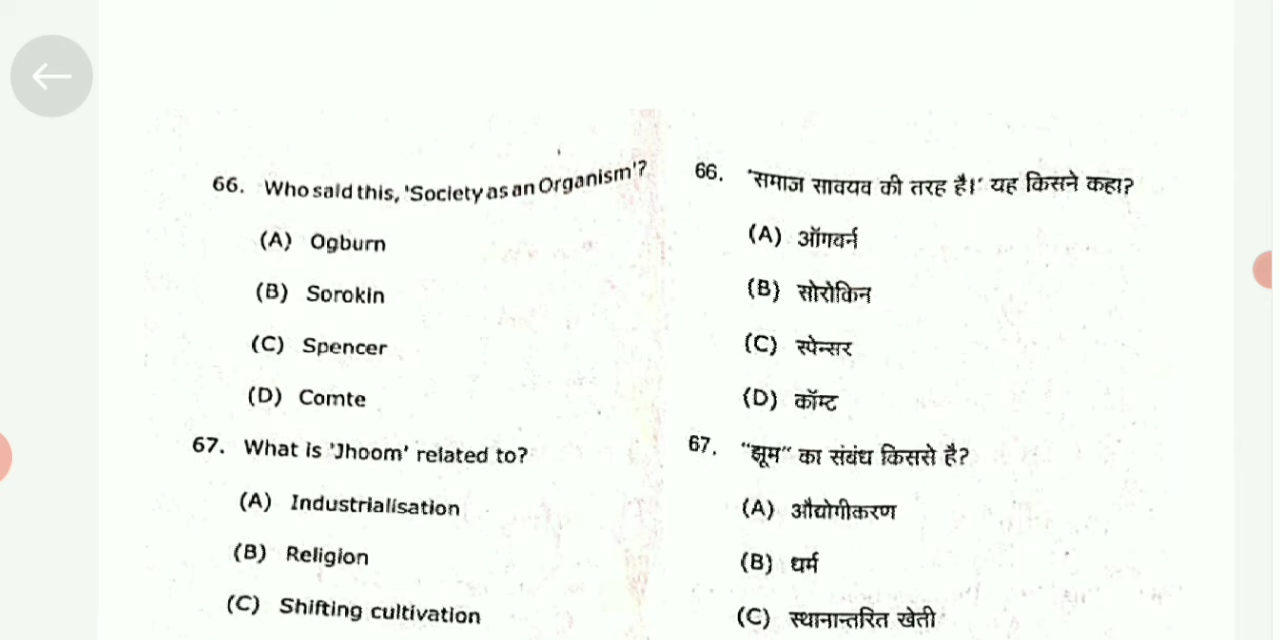 66. Who said this, 'Society as an Organism'?
(A) Ogburn
(B) Sorokin
(C) Spencer
(D) Comte
67. What is 'Jhoom' related to?
(A) Industrialisation
(B) Religion
(C) Shifting cultivation
66. 'समाज सावयव की तरह है।' यह किसने कहा?
(A) ऑगवर्न
(B) सोरोकिन
(C) स्पेन्सर
(D) कॉम्ट
67. "झूम" का संबंध किससे है?
(A) औद्योगीकरण
(B) धर्म
(C) स्थानान्तरित खेती